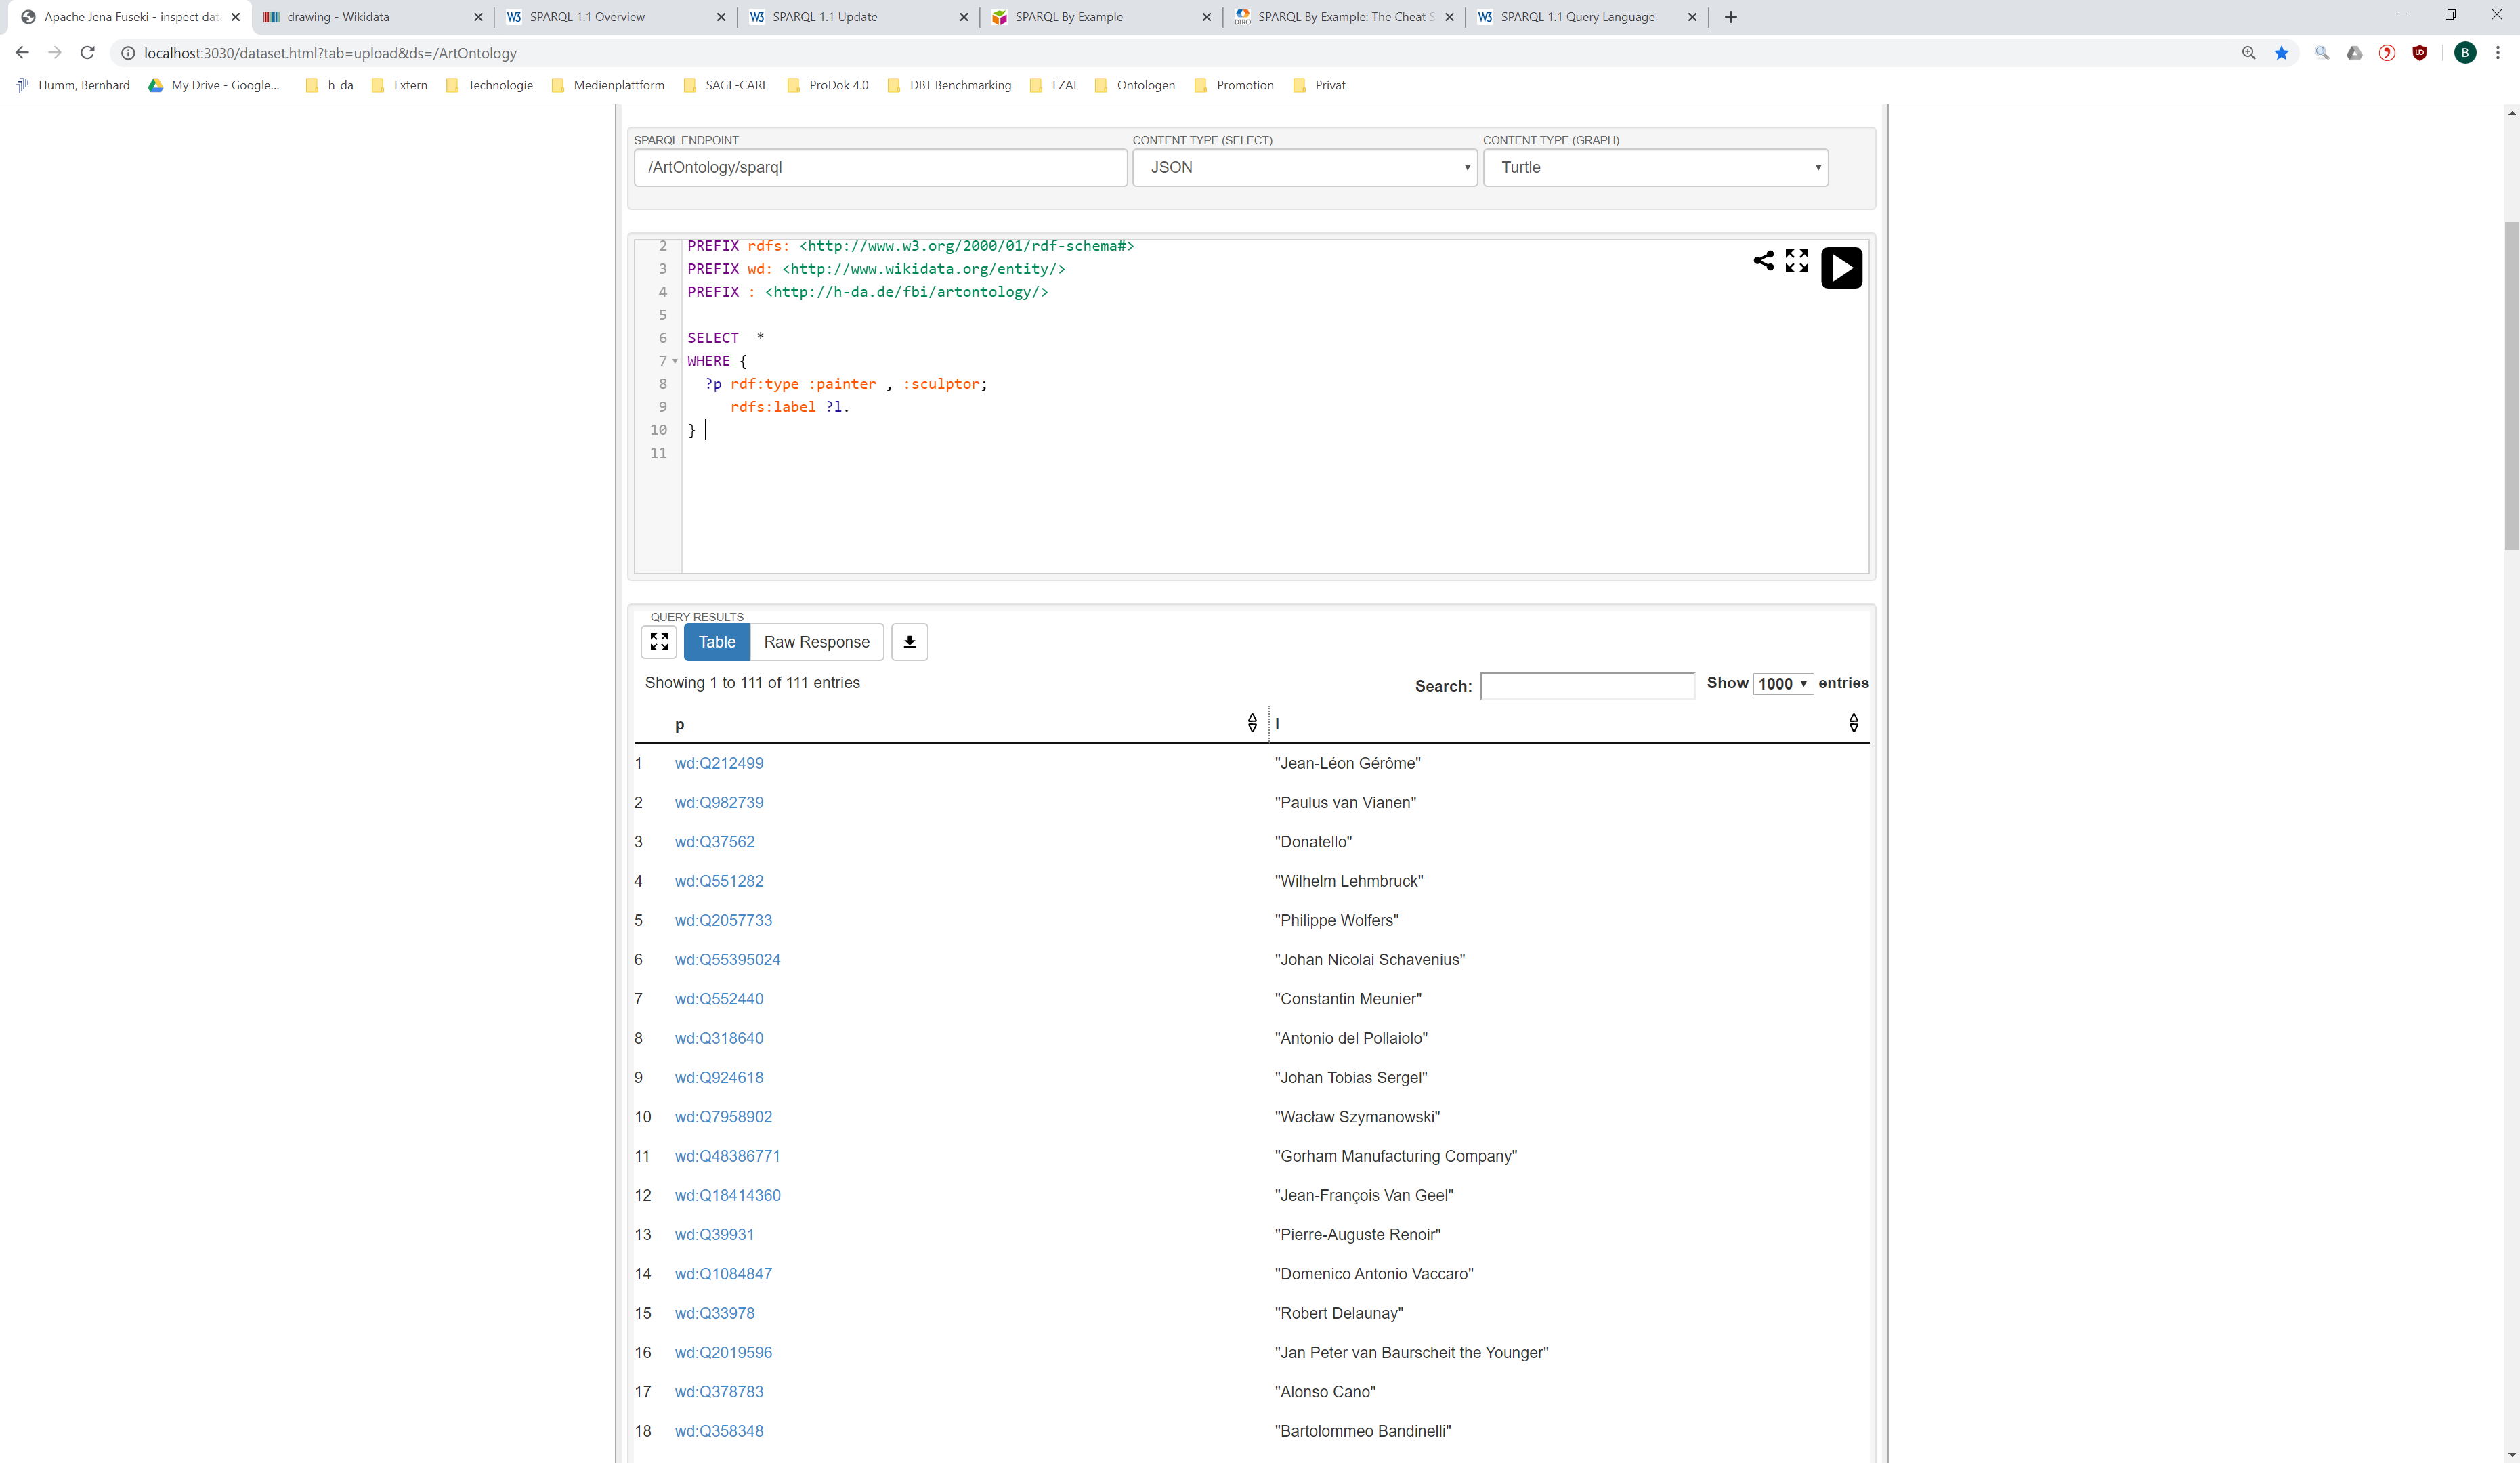 Apache Jena Fuseki - inspect dat
drawing - Wikidata
SPARQL 1.1 Overview
SPARQL 1.1 Update
SPARQL By Example
SPARQL By Example: The Cheat S
SPARQL 1.1 Query Language
localhost:3030/dataset.html?tab=upload&ds=/ArtOntology
B
Humm, Bernhard
My Drive - Google...
h_da
Extern
Technologie
Medienplattform
SAGE-CARE
ProDok 4.0
DBT Benchmarking
FZAI
Ontologen
Promotion
Privat
SPARQL ENDPOINT
CONTENT TYPE (SELECT)
CONTENT TYPE (GRAPH)
/ArtOntology/sparql
JSON
Turtle
2 PREFIX rdfs: <http://www.w3.org/2000/01/rdf-schema#>
3 PREFIX wd: <http://www.wikidata.org/entity/>
4 PREFIX : <http://h-da.de/fbi/artontology/>
5
6 SELECT  *
7 WHERE {
8 ?p rdf:type :painter , :sculptor;
9 rdfs:label ?l.
10 }
11
QUERY RESULTS
Table
Raw Response
Showing 1 to 111 of 111 entries
Search:
Show 1000 entries
p l
1 wd:Q212499 "Jean-Léon Gérôme"
2 wd:Q982739 "Paulus van Vianen"
3 wd:Q37562 "Donatello"
4 wd:Q551282 "Wilhelm Lehmbruck"
5 wd:Q2057733 "Philippe Wolfers"
6 wd:Q55395024 "Johan Nicolai Schavenius"
7 wd:Q552440 "Constantin Meunier"
8 wd:Q318640 "Antonio del Pollaiolo"
9 wd:Q924618 "Johan Tobias Sergel"
10 wd:Q7958902 "Wacław Szymanowski"
11 wd:Q48386771 "Gorham Manufacturing Company"
12 wd:Q18414360 "Jean-François Van Geel"
13 wd:Q39931 "Pierre-Auguste Renoir"
14 wd:Q1084847 "Domenico Antonio Vaccaro"
15 wd:Q33978 "Robert Delaunay"
16 wd:Q2019596 "Jan Peter van Baurscheit the Younger"
17 wd:Q378783 "Alonso Cano"
18 wd:Q358348 "Bartolommeo Bandinelli"